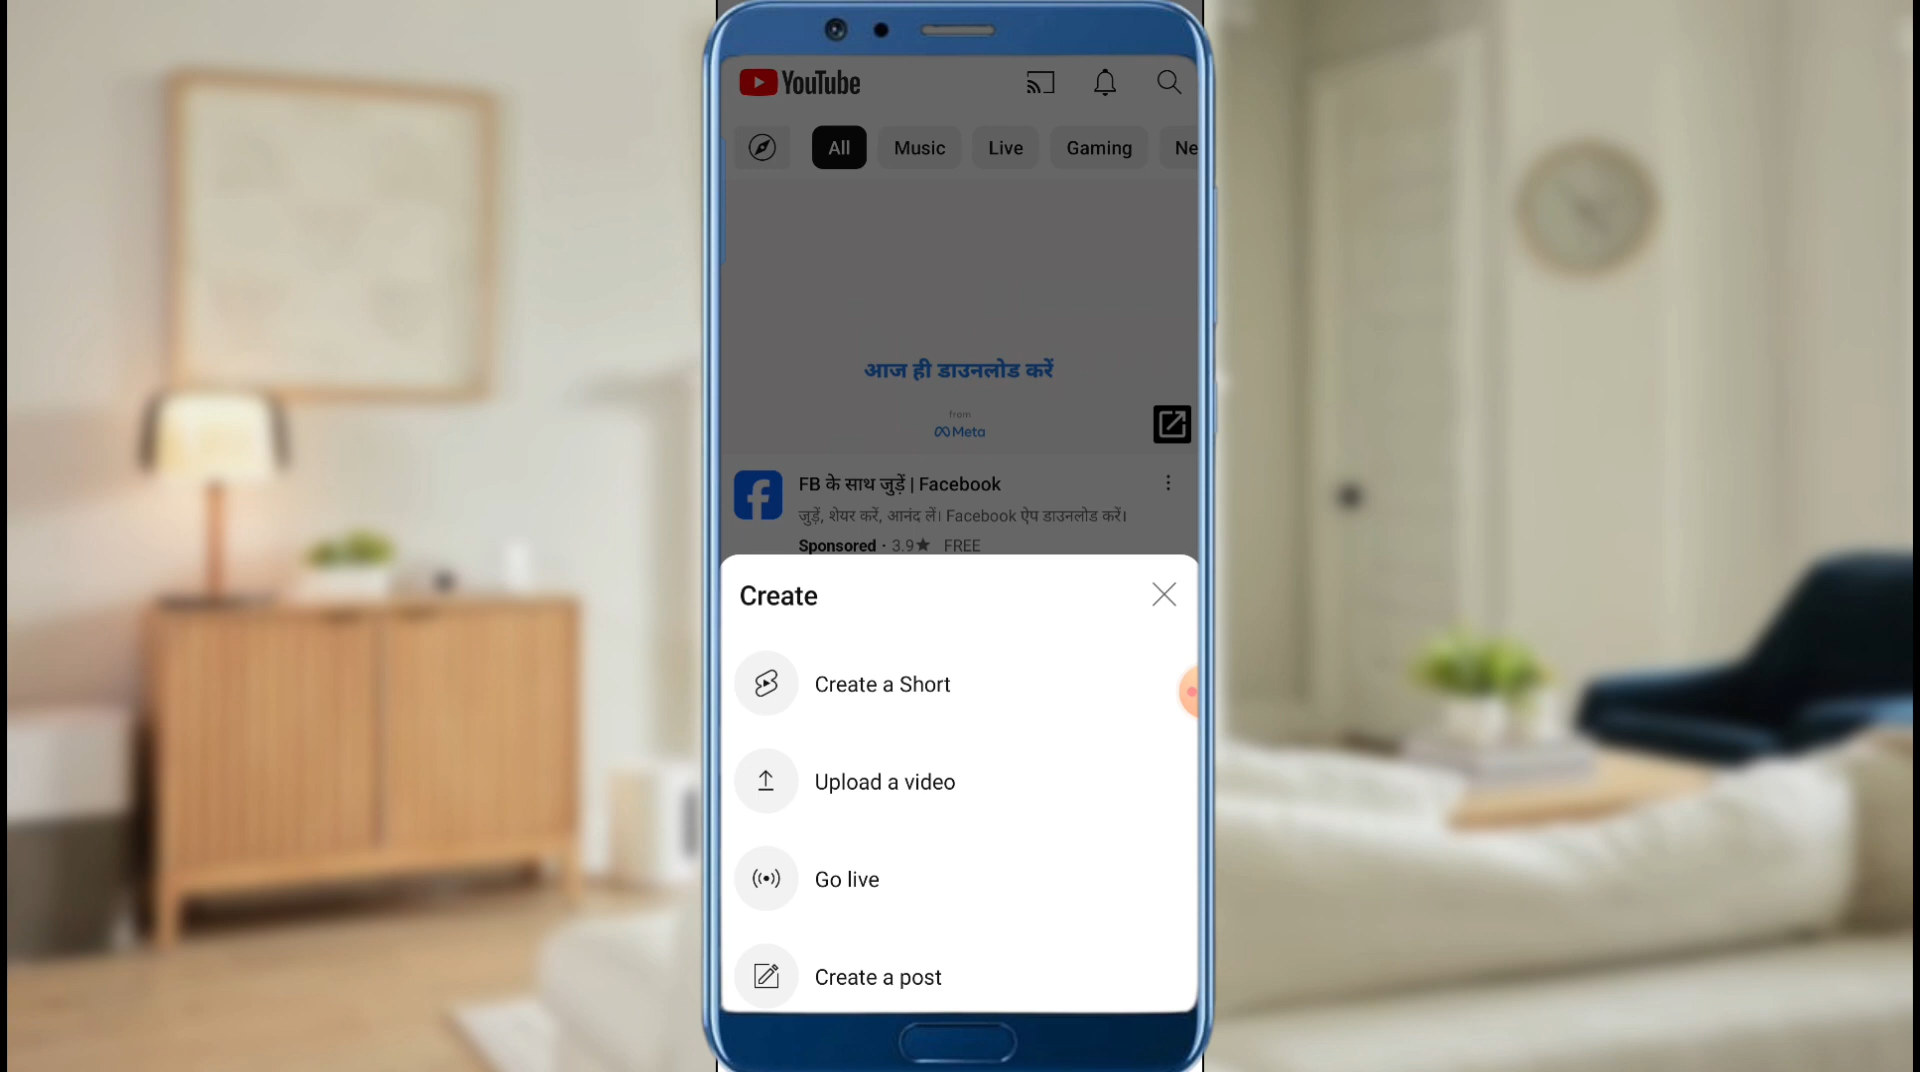 YouTube
All Music Live Gaming Ne
आज ही डाउनलोड करें
from
Meta
FB के साथ जुड़ें | Facebook
जुड़ें, शेयर करें, आनंद लें। Facebook ऐप डाउनलोड करें।
Sponsored · 3.9★ FREE
Create
Create a Short
Upload a video
Go live
Create a post